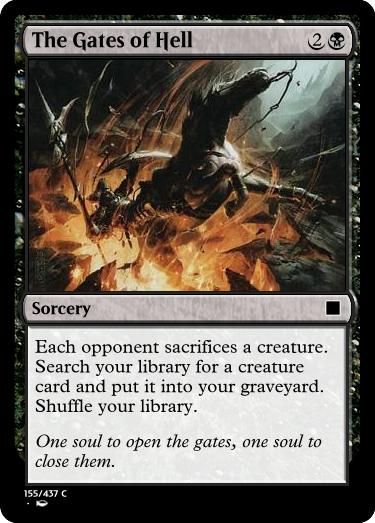 The Gates of Hell 2
Sorcery
Each opponent sacrifices a creature.
Search your library for a creature
card and put it into your graveyard.
Shuffle your library.
One soul to open the gates, one soul to
close them.
155/437 C